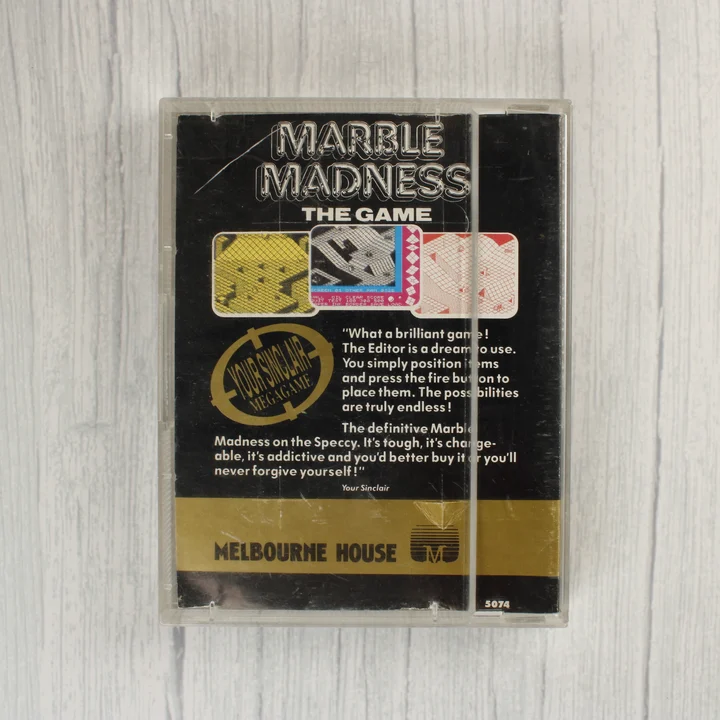 MARBLE
MADNESS
THE GAME
YOUR SINCLAIR
MEGAGAME
"What a brilliant game!
The Editor is a dream to use.
You simply position items
and press the fire button to
place them. The possibilities
are truly endless!
The definitive Marble
Madness on the Speccy. It's tough, it's change-
able, it's addictive and you'd better buy it or you'll
never forgive yourself!"
Your Sinclair
MELBOURNE HOUSE
M
5074